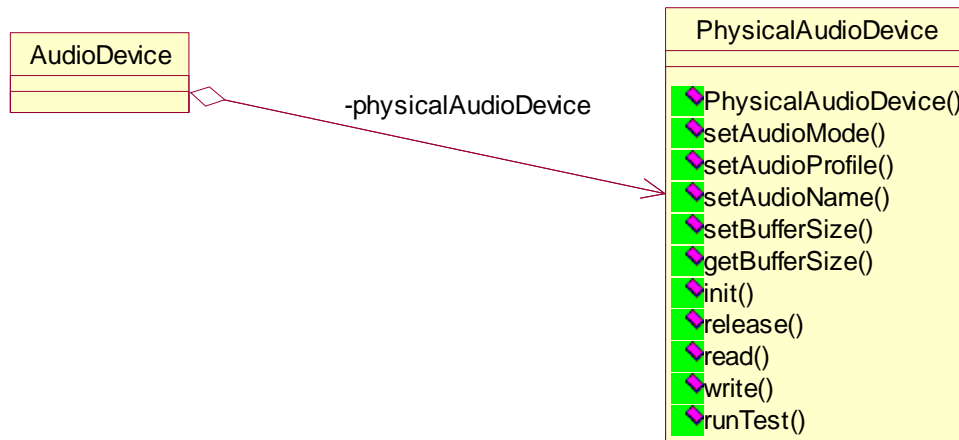 AudioDevice
-physicalAudioDevice
PhysicalAudioDevice
PhysicalAudioDevice()
setAudioMode()
setAudioProfile()
setAudioName()
setBufferSize()
getBufferSize()
init()
release()
read()
write()
runTest()